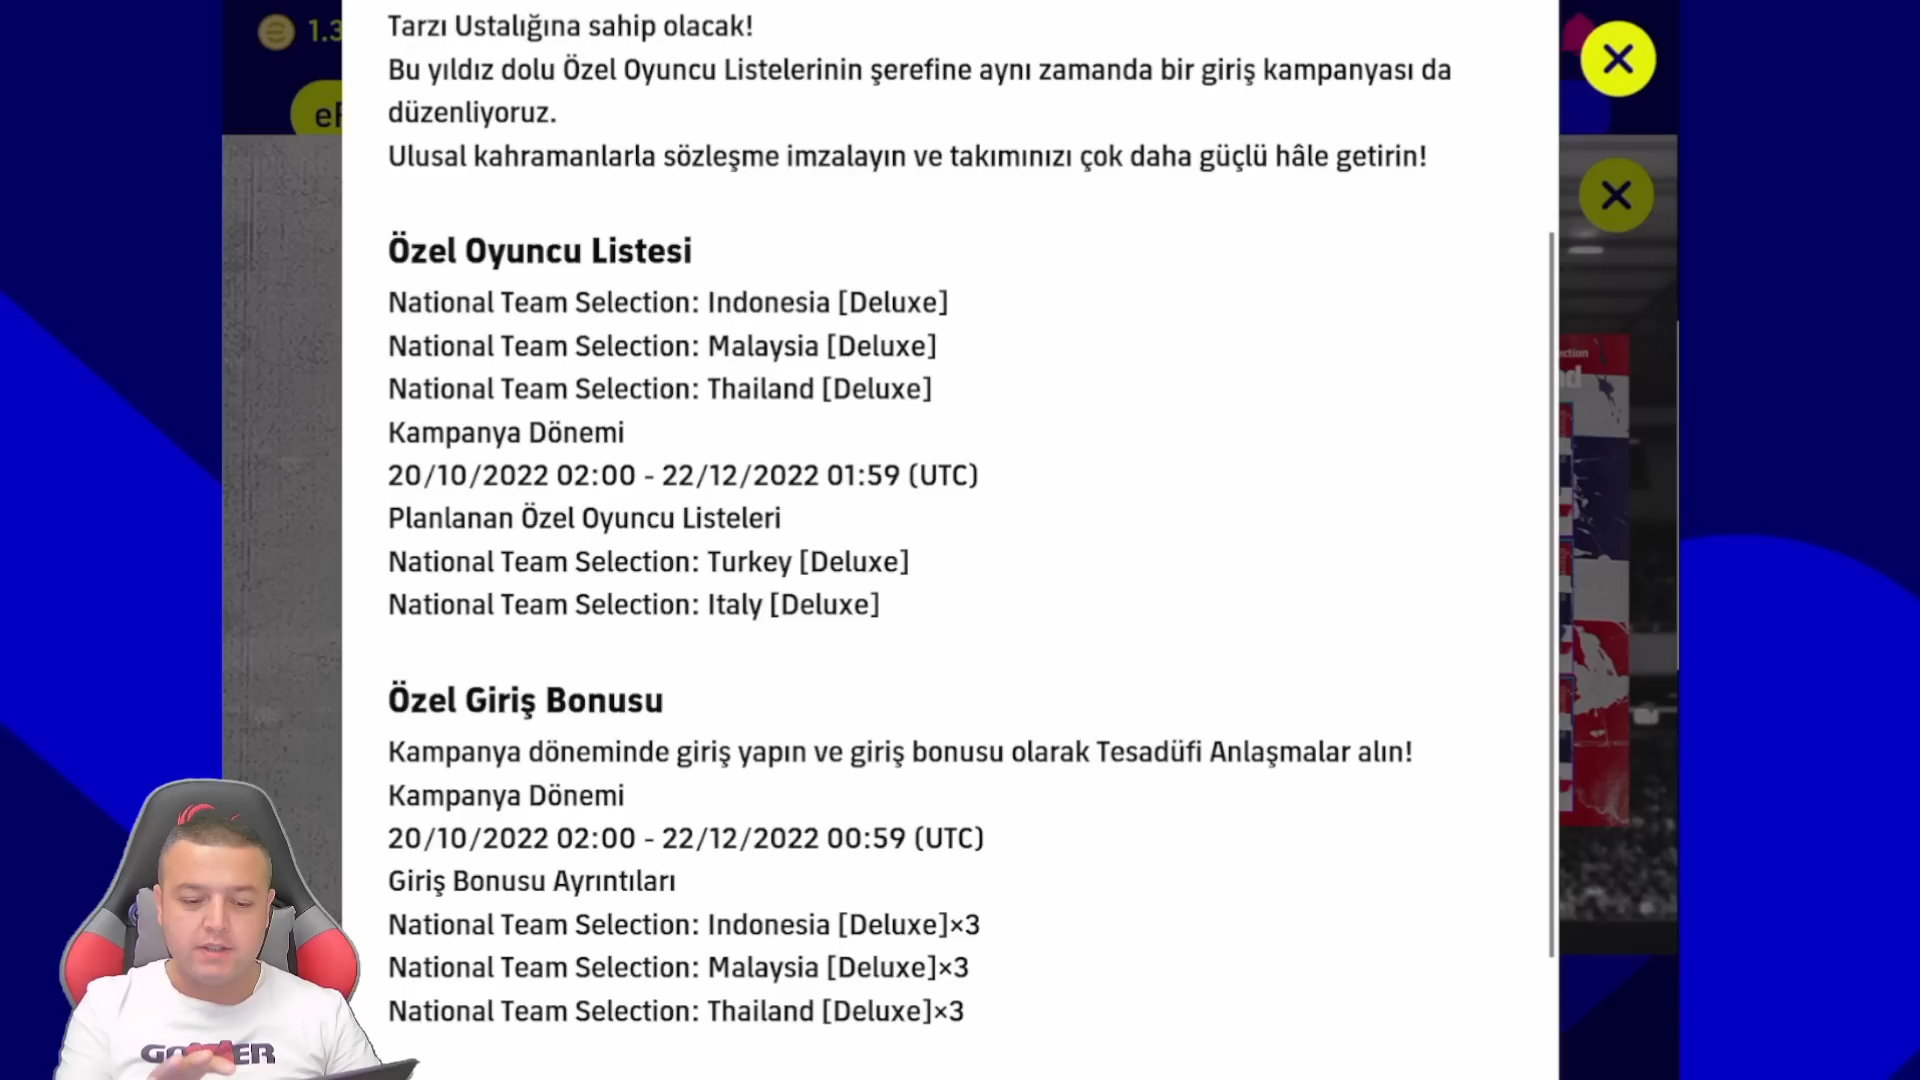 1.3
eF
Tarzı Ustalığına sahip olacak!
Bu yıldız dolu Özel Oyuncu Listelerinin şerefine aynı zamanda bir giriş kampanyası da
düzenliyoruz.
Ulusal kahramanlarla sözleşme imzalayın ve takımınızı çok daha güçlü hâle getirin!
Özel Oyuncu Listesi
National Team Selection: Indonesia [Deluxe]
National Team Selection: Malaysia [Deluxe]
National Team Selection: Thailand [Deluxe]
Kampanya Dönemi
20/10/2022 02:00 - 22/12/2022 01:59 (UTC)
Planlanan Özel Oyuncu Listeleri
National Team Selection: Turkey [Deluxe]
National Team Selection: Italy [Deluxe]
Özel Giriş Bonusu
Kampanya döneminde giriş yapın ve giriş bonusu olarak Tesadüfi Anlaşmalar alın!
Kampanya Dönemi
20/10/2022 02:00 - 22/12/2022 00:59 (UTC)
Giriş Bonusu Ayrıntıları
National Team Selection: Indonesia [Deluxe]×3
National Team Selection: Malaysia [Deluxe]×3
National Team Selection: Thailand [Deluxe]×3